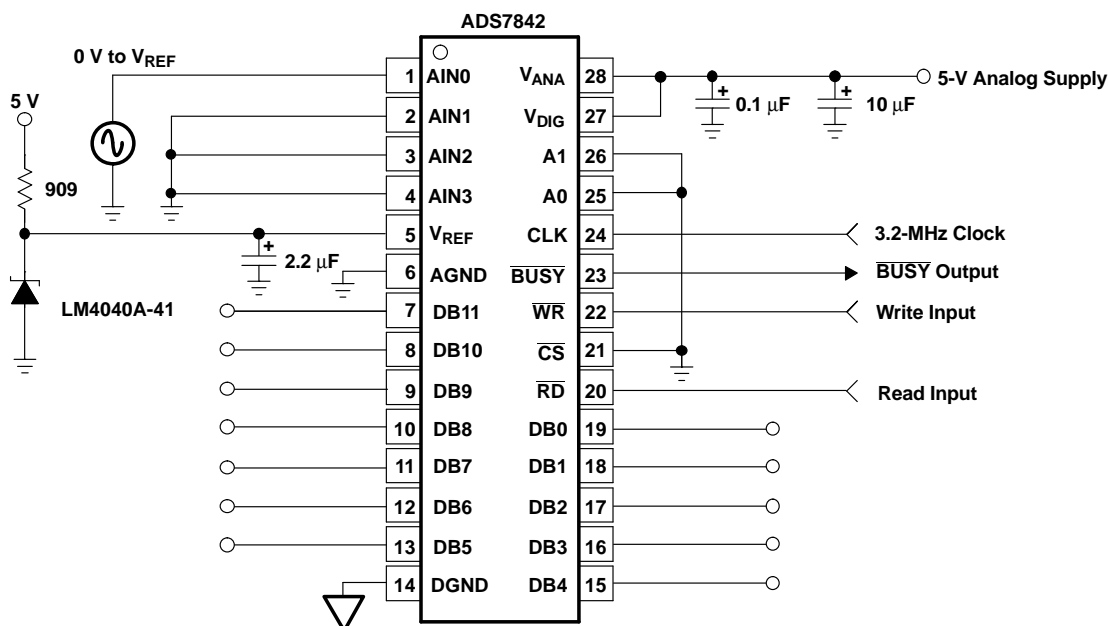 ADS7842
0 V to VREF
5 V
909
LM4040A-41
2.2 μF
1 AIN0
2 AIN1
3 AIN2
4 AIN3
5 VREF
6 AGND
7 DB11
8 DB10
9 DB9
10 DB8
11 DB7
12 DB6
13 DB5
14 DGND
VANA 28
VDIG 27
A1 26
A0 25
CLK 24
BUSY 23
WR 22
CS 21
RD 20
DB0 19
DB1 18
DB2 17
DB3 16
DB4 15
+
+
+
0.1 μF
10 μF
5-V Analog Supply
3.2-MHz Clock
BUSY Output
Write Input
Read Input